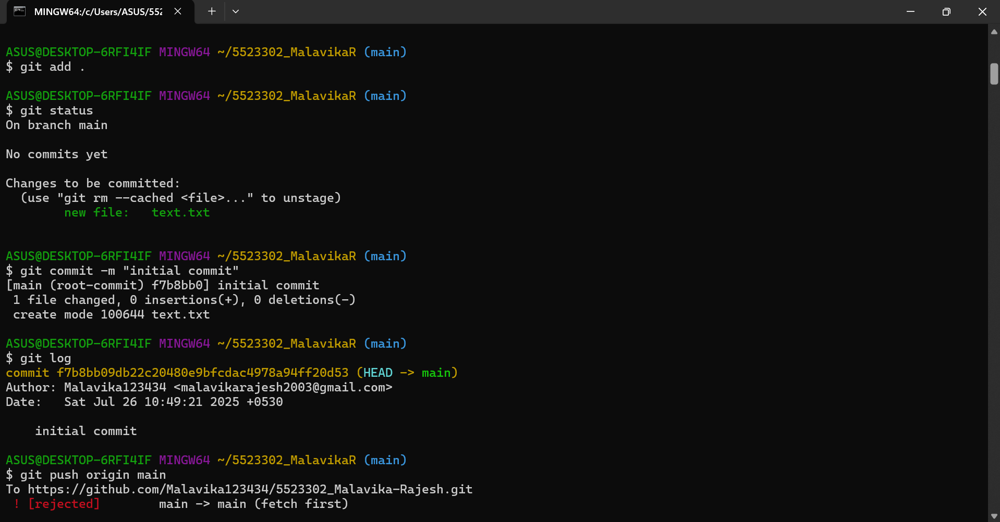 MINGW64:/c/Users/ASUS/552
ASUS@DESKTOP-6RFI4IF MINGW64 ~/5523302_MalavikaR (main)
$ git add .
ASUS@DESKTOP-6RFI4IF MINGW64 ~/5523302_MalavikaR (main)
$ git status
On branch main
No commits yet
Changes to be committed:
  (use "git rm --cached <file>..." to unstage)
        new file:   text.txt
ASUS@DESKTOP-6RFI4IF MINGW64 ~/5523302_MalavikaR (main)
$ git commit -m "initial commit"
[main (root-commit) f7b8bb0] initial commit
 1 file changed, 0 insertions(+), 0 deletions(-)
 create mode 100644 text.txt
ASUS@DESKTOP-6RFI4IF MINGW64 ~/5523302_MalavikaR (main)
$ git log
commit f7b8bb09db22c20480e9bfcdac4978a94ff20d53 (HEAD -> main)
Author: Malavika123434 <malavikarajesh2003@gmail.com>
Date:   Sat Jul 26 10:49:21 2025 +0530
    initial commit
ASUS@DESKTOP-6RFI4IF MINGW64 ~/5523302_MalavikaR (main)
$ git push origin main
To https://github.com/Malavika123434/5523302_Malavika-Rajesh.git
 ! [rejected]        main -> main (fetch first)